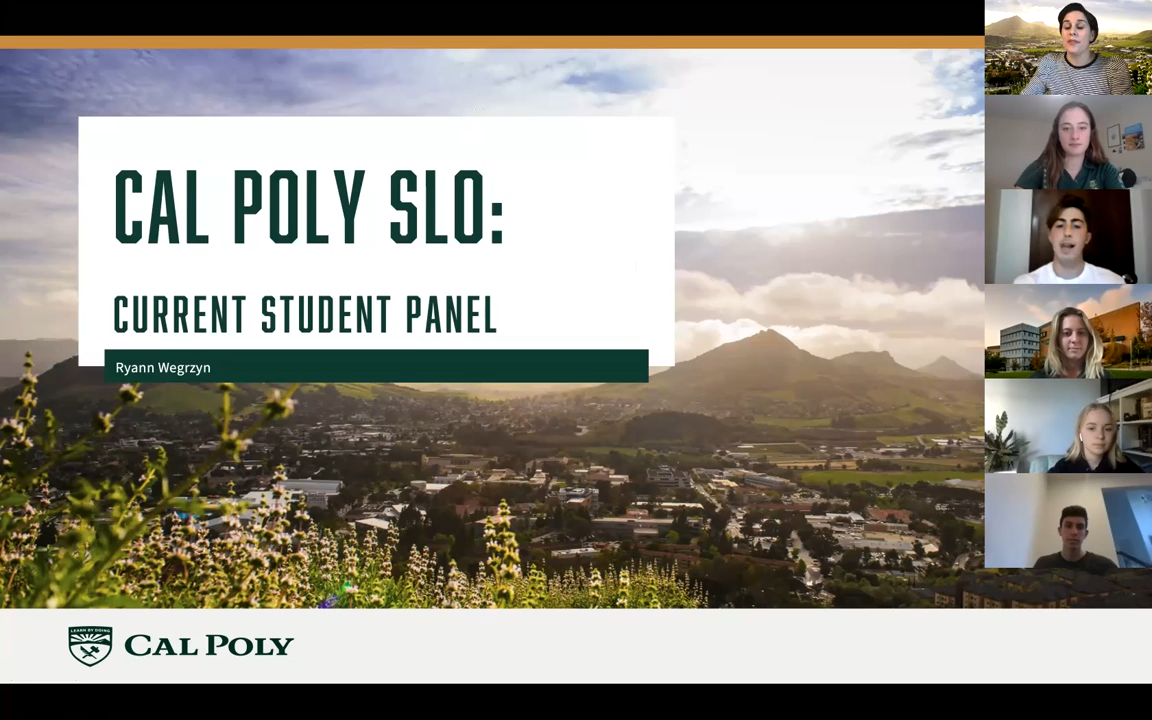 CAL POLY SLO:
CURRENT STUDENT PANEL
Ryann Wegrzyn
LEARN BY DOING
CAL POLY